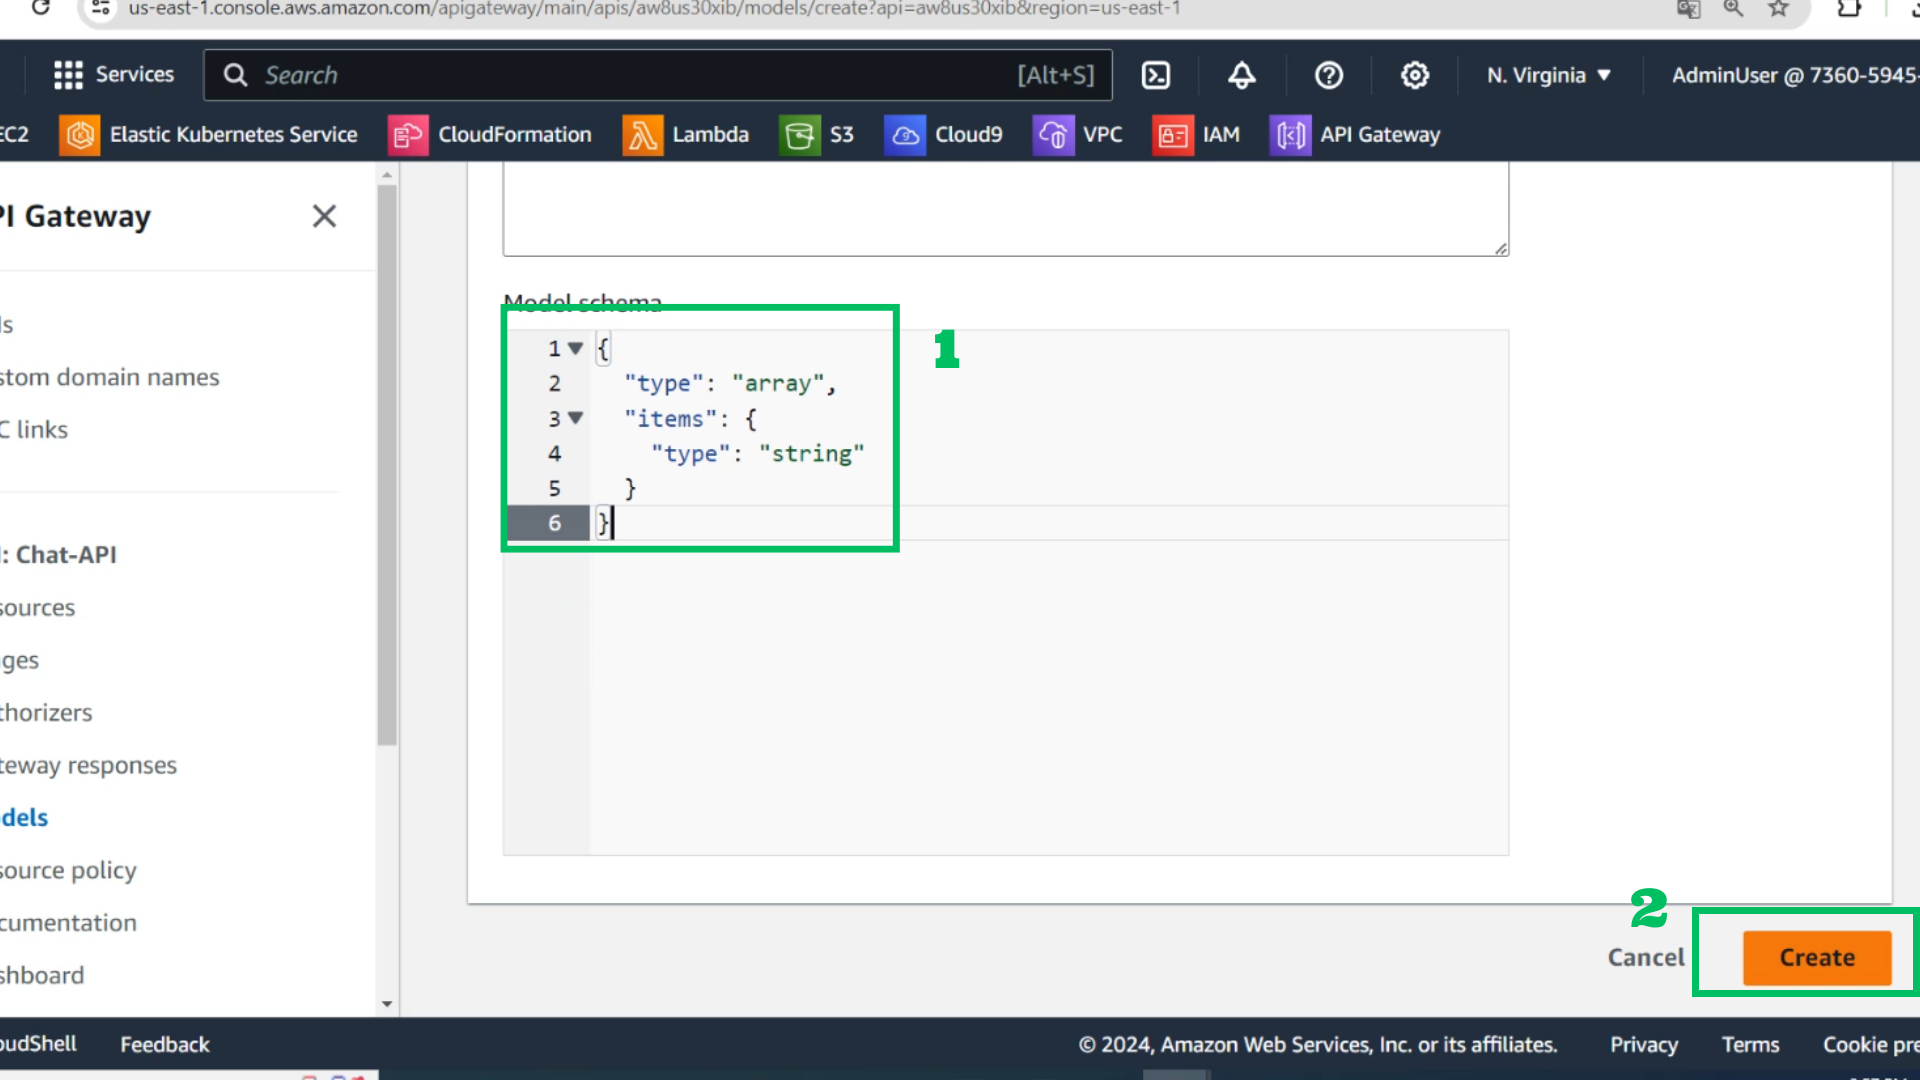 us-east-1.console.aws.amazon.com/apigateway/main/apis/aw8us30xib/models/create?api=aw8us30xib&region=us-east-1
Services
Search
[Alt+S]
N. Virginia
AdminUser @ 7360-5945-
EC2
Elastic Kubernetes Service
CloudFormation
Lambda
S3
Cloud9
VPC
IAM
API Gateway
PI Gateway
Is
stom domain names
C links
I: Chat-API
sources
ges
thorizers
teway responses
dels
source policy
cumentation
shboard
Model schema
1 {
2 "type": "array",
3 "items": {
4 "type": "string"
5 }
6 }
1
2
Cancel
Create
oudShell
Feedback
© 2024, Amazon Web Services, Inc. or its affiliates.
Privacy
Terms
Cookie pre